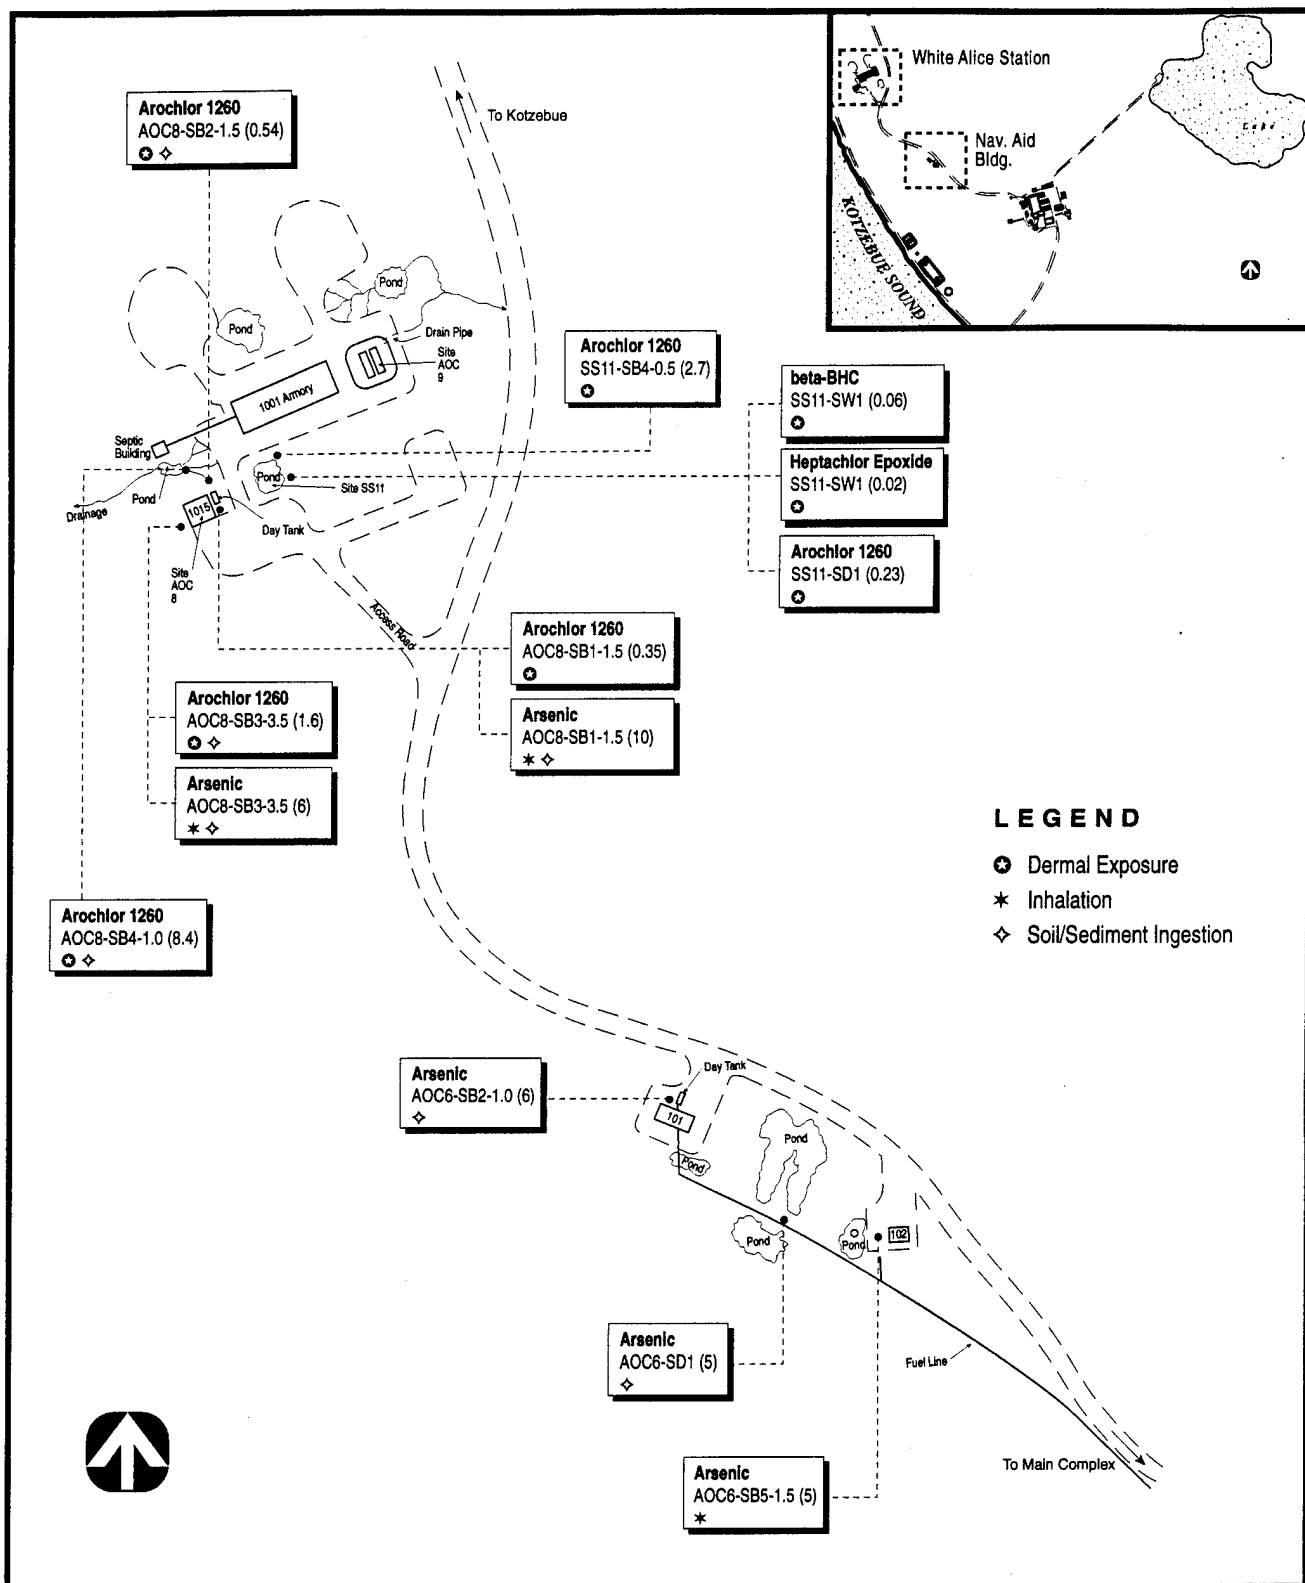 White Alice Station
Nav. Aid
Bldg.
Lake
KOTZEBUE SOUND
To Kotzebue
Arochlor 1260
AOC8-SB2-1.5 (0.54)
Pond
Pond
Drain Pipe
Site
AOC
9
1001 Armory
Septic
Building
Pond
Drainage
Pond
Site SS11
1015
Day Tank
Site
AOC
8
Access Road
Arochlor 1260
SS11-SB4-0.5 (2.7)
beta-BHC
SS11-SW1 (0.06)
Heptachlor Epoxide
SS11-SW1 (0.02)
Arochlor 1260
SS11-SD1 (0.23)
Arochlor 1260
AOC8-SB1-1.5 (0.35)
Arsenic
AOC8-SB1-1.5 (10)
Arochlor 1260
AOC8-SB3-3.5 (1.6)
Arsenic
AOC8-SB3-3.5 (6)
Arochlor 1260
AOC8-SB4-1.0 (8.4)
LEGEND
Dermal Exposure
Inhalation
Soil/Sediment Ingestion
Arsenic
AOC6-SB2-1.0 (6)
Day Tank
101
Pond
Pond
Pond
Pond
102
Arsenic
AOC6-SD1 (5)
Fuel Line
Arsenic
AOC6-SB5-1.5 (5)
To Main Complex